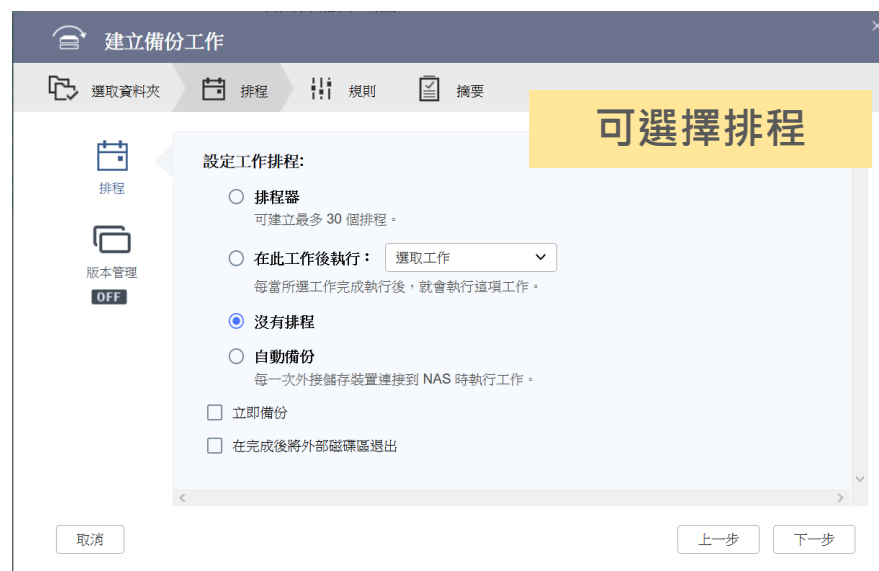 建立備份工作
選取資料夾
排程
規則
摘要
可選擇排程
排程
版本管理
OFF
設定工作排程:
排程器
可建立最多 30 個排程。
在此工作後執行： 選取工作
每當所選工作完成執行後，就會執行這項工作。
沒有排程
自動備份
每一次外接儲存裝置連接到 NAS 時執行工作。
立即備份
在完成後將外部磁碟區退出
取消
上一步
下一步